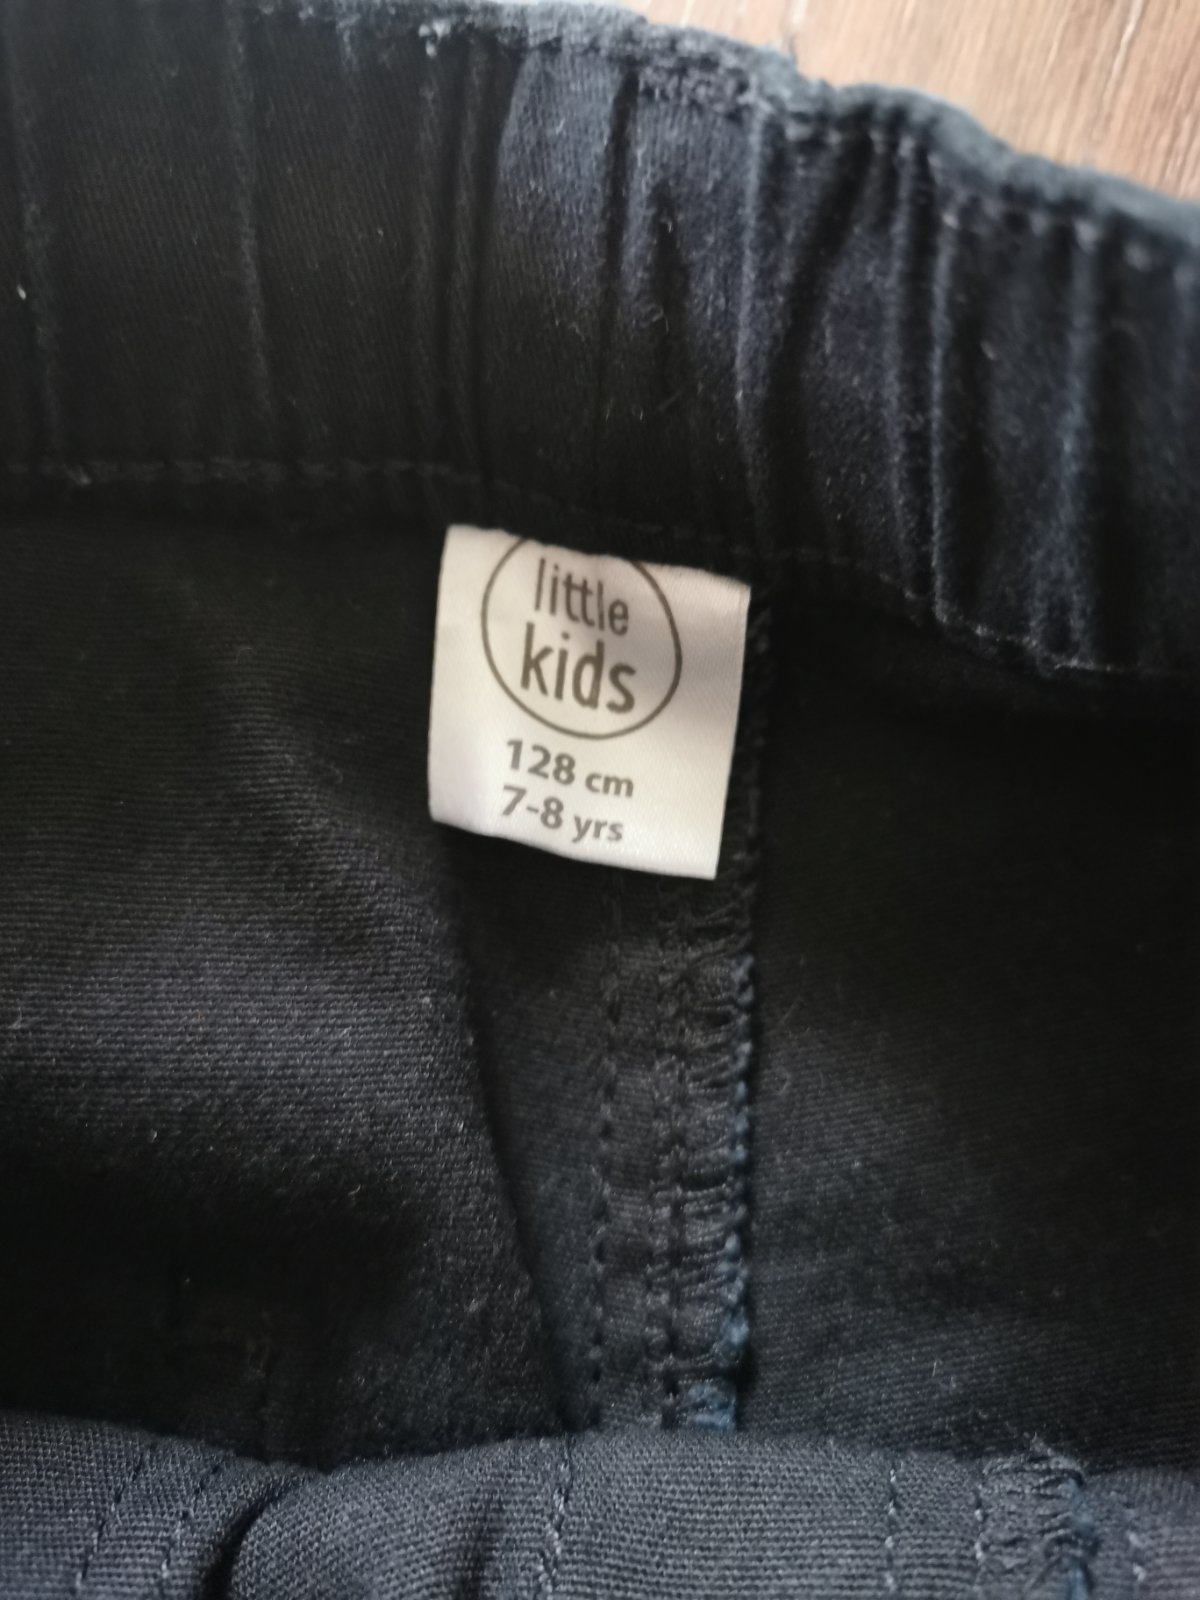 little
kids
128 cm
7-8 yrs